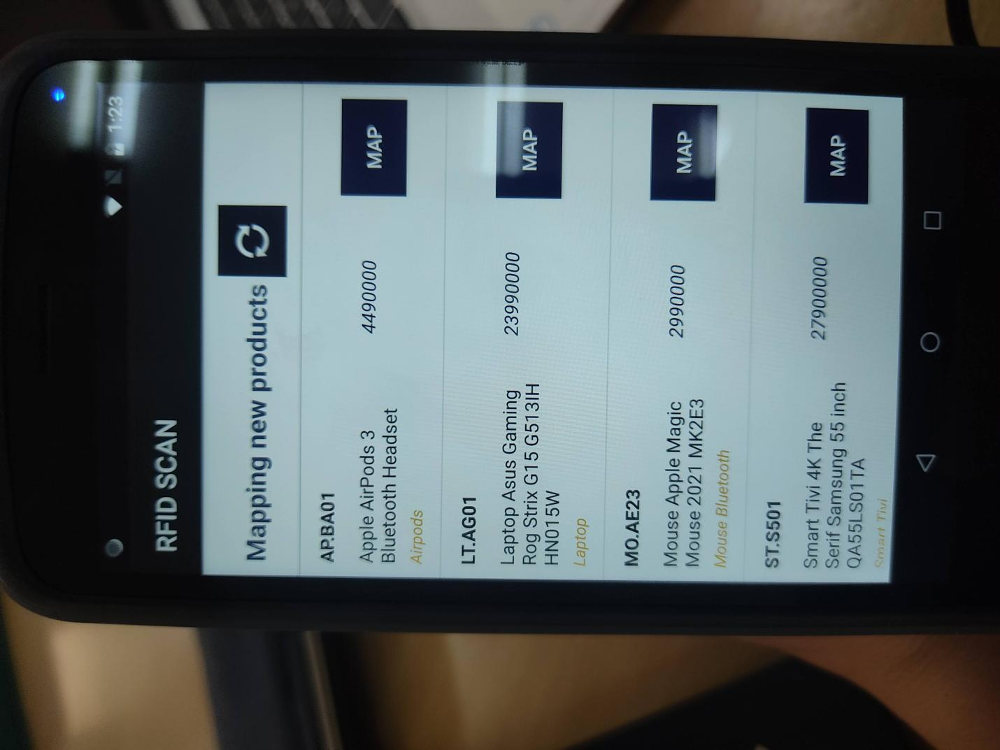 1:23
RFID SCAN
Mapping new products
AP.BA01
Apple AirPods 3
Bluetooth Headset
Airpods
4490000
MAP
LT.AG01
Laptop Asus Gaming
Rog Strix G15 G513IH
HN015W
Laptop
23990000
MAP
MO.AE23
Mouse Apple Magic
Mouse 2021 MK2E3
Mouse Bluetooth
2990000
MAP
ST.S501
Smart Tivi 4K The
Serif Samsung 55 inch
QA55LS01TA
Smart Tivi
27900000
MAP